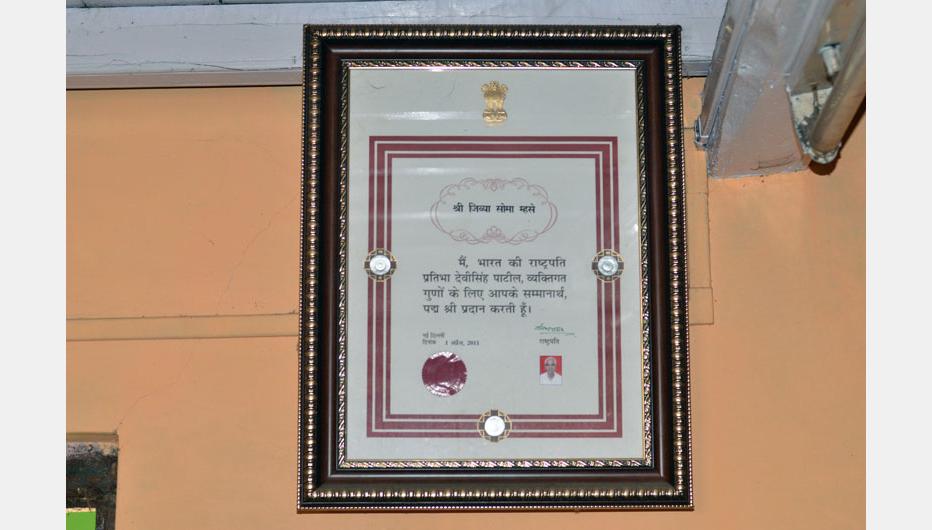 श्री जिव्या सोमा म्हसे
मैं, भारत की राष्ट्रपति
प्रतिभा देवीसिंह पाटील, व्यक्तिगत
गुणों के लिए आपके सम्मानार्थ,
पद्म श्री प्रदान करती हूँ।
नई दिल्ली
दिनांक 1 अप्रैल, 2011
राष्ट्रपति